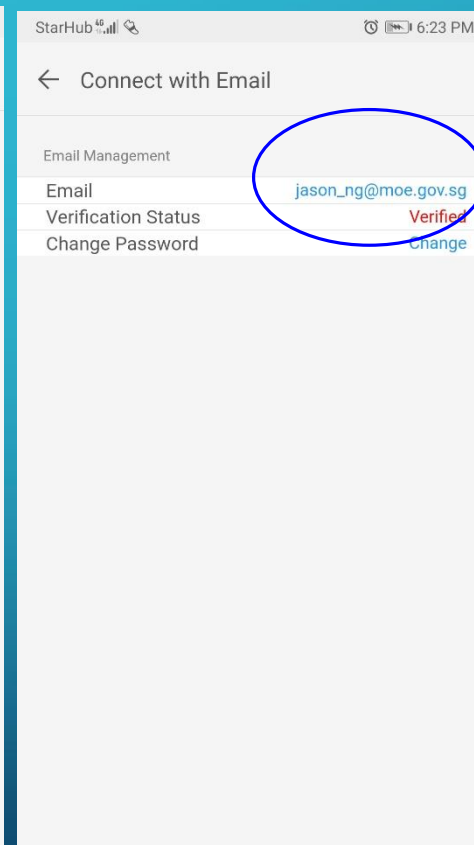 StarHub 4G 6:23 PM
Connect with Email
Email Management
Email jason_ng@moe.gov.sg
Verification Status Verified
Change Password Change